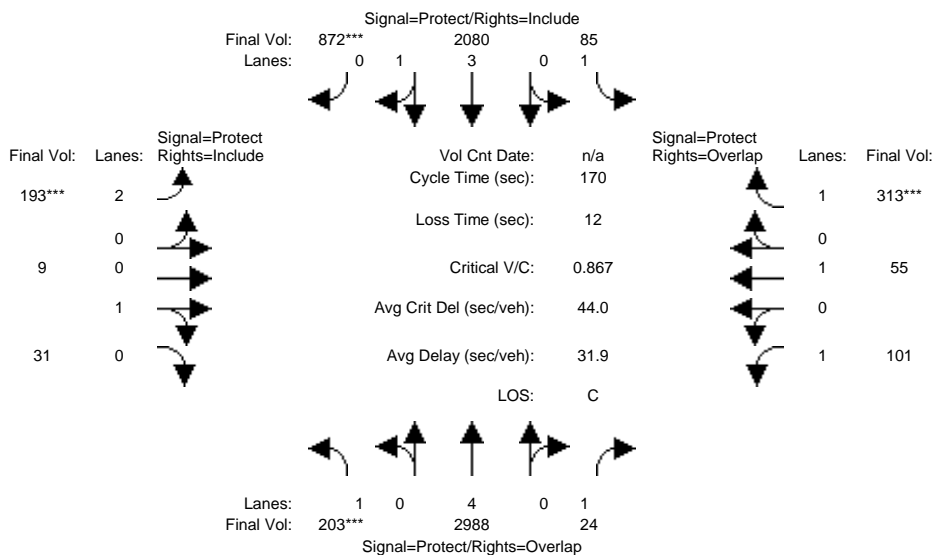 Signal=Protect/Rights=Include
Final Vol: 872*** 2080 85
Lanes: 0 1 3 0 1
Signal=Protect
Final Vol: Lanes: Rights=Include
Vol Cnt Date: n/a
Signal=Protect
Rights=Overlap Lanes: Final Vol:
Cycle Time (sec): 170
193*** 2
1 313***
Loss Time (sec): 12
0
0
9 0
Critical V/C: 0.867
1 55
1
Avg Crit Del (sec/veh): 44.0
0
31 0
Avg Delay (sec/veh): 31.9
1 101
LOS: C
Lanes: 1 0 4 0 1
Final Vol: 203*** 2988 24
Signal=Protect/Rights=Overlap